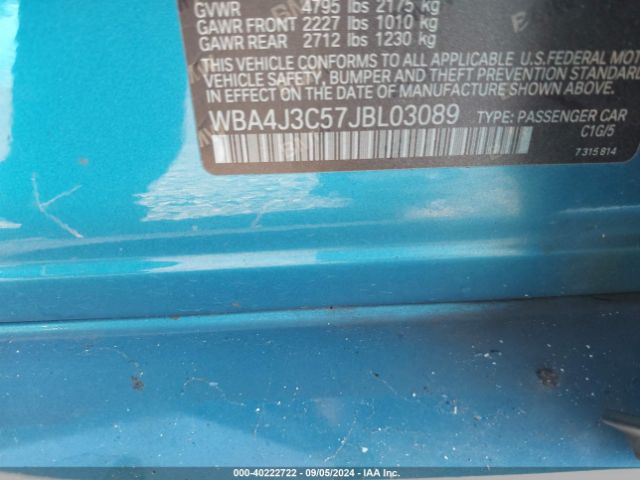 GVWR 4795 lbs 2175 kg
GAWR FRONT 2227 lbs 1010 kg
GAWR REAR 2712 lbs 1230 kg
THIS VEHICLE CONFORMS TO ALL APPLICABLE U.S.FEDERAL MOT
VEHICLE SAFETY, BUMPER AND THEFT PREVENTION STANDARD
IN EFFECT ON THE DATE OF MANUFACTURE SHOWN ABOVE.
WBA4J3C57JBL03089 TYPE: PASSENGER CAR
C1G/5
7315814
000-40222722 - 09/05/2024 - IAA Inc.